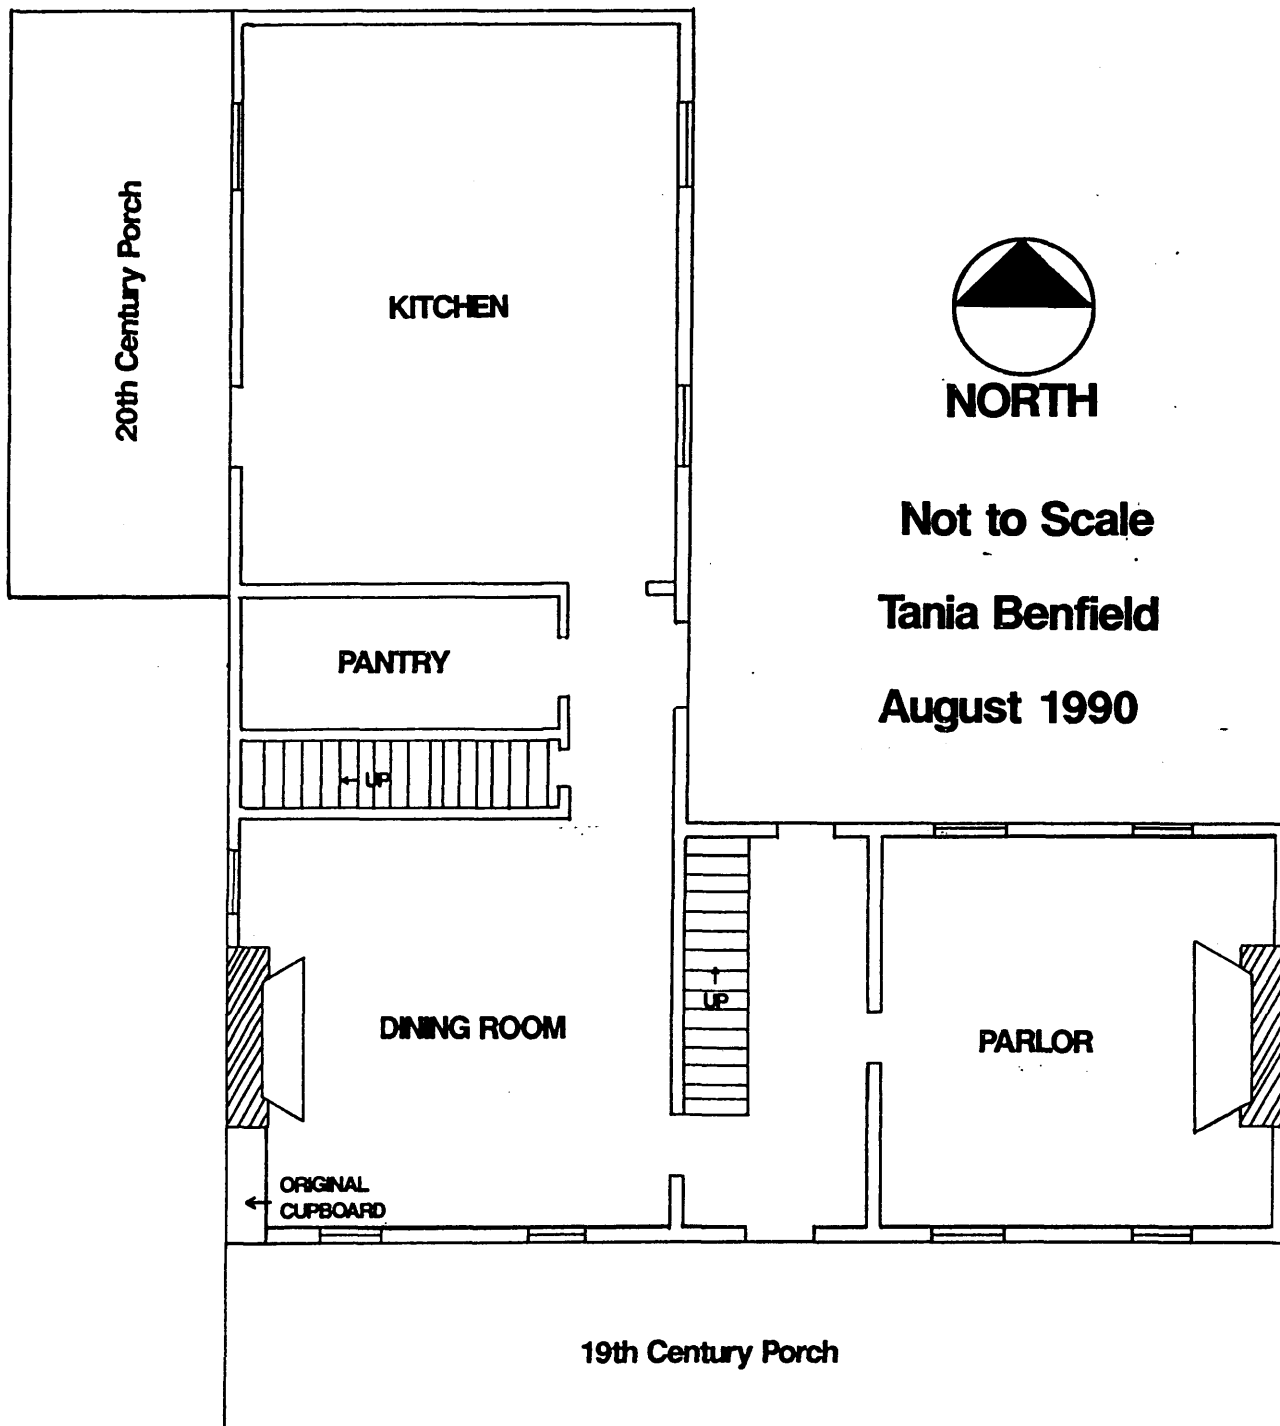 20th Century Porch
KITCHEN
NORTH
Not to Scale
Tania Benfield
August 1990
PANTRY
UP
UP
DINING ROOM
PARLOR
ORIGINAL
CUPBOARD
19th Century Porch